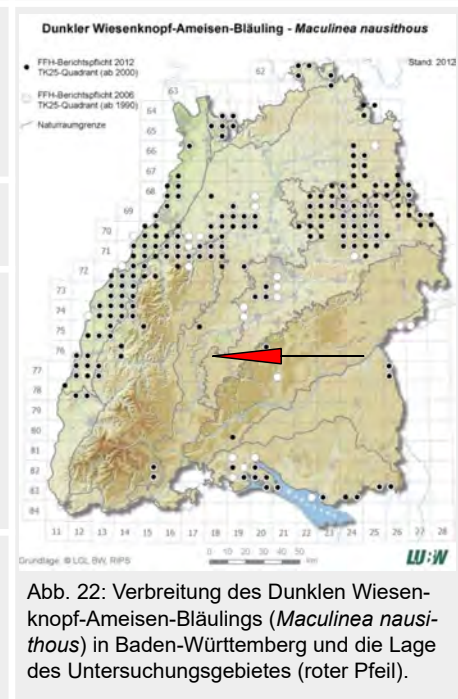 Dunkler Wiesenknopf-Ameisen-Bläuling - Maculinea nausithous
FFH-Berichtspflicht 2012
TK25-Quadrant (ab 2000)
Stand: 2012
FFH-Berichtspflicht 2006
TK25-Quadrant (ab 1990)
Naturraumgrenze
62
63
64
65
66
67
68
69
70
71
72
73
74
75
76
77
78
79
80
81
82
83
84
11 12 13 14 15 16 17 18 19 20 21 22 23 24 25 26 27 28
Grundlage: © LGL BW, RIPS
0 10 20 30 40 50
km
LU:W
Abb. 22: Verbreitung des Dunklen Wiesen-
knopf-Ameisen-Bläulings (Maculinea nausi-
thous) in Baden-Württemberg und die Lage
des Untersuchungsgebietes (roter Pfeil).